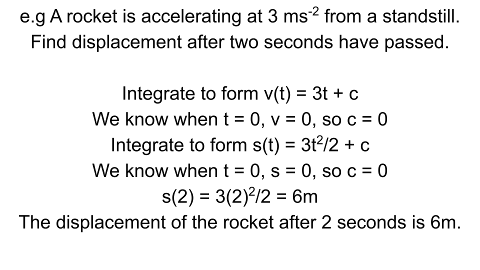 e.g A rocket is accelerating at 3 ms⁻² from a standstill.
Find displacement after two seconds have passed.
Integrate to form v(t) = 3t + c
We know when t = 0, v = 0, so c = 0
Integrate to form s(t) = 3t²/2 + c
We know when t = 0, s = 0, so c = 0
s(2) = 3(2)²/2 = 6m
The displacement of the rocket after 2 seconds is 6m.